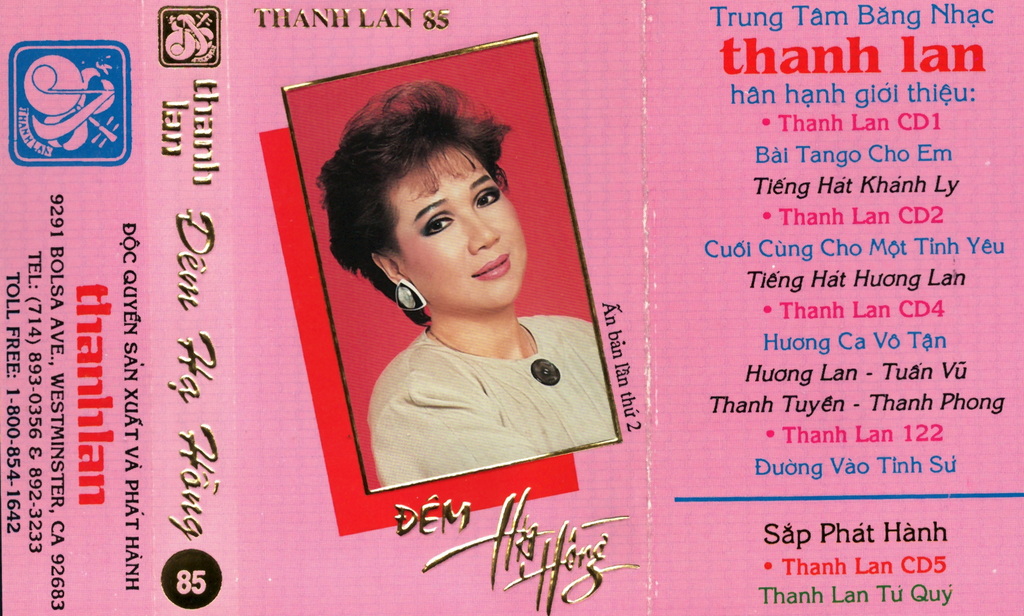 THANH LAN
9291 BOLSA AVE., WESTMINSTER, CA 92683
TEL: (714) 893-0356 & 892-3233
TOLL FREE: 1-800-854-1642
thanh lan
ĐỘC QUYỀN SẢN XUẤT VÀ PHÁT HÀNH
thanh
lan
Đêm Hạ Hồng
85
THANH LAN 85
Ấn bản lần thứ 2
ĐÊM
Hạ Hồng
Trung Tâm Băng Nhạc
thanh lan
hân hạnh giới thiệu:
• Thanh Lan CD1
Bài Tango Cho Em
Tiếng Hát Khánh Ly
• Thanh Lan CD2
Cuối Cùng Cho Một Tình Yêu
Tiếng Hát Hương Lan
• Thanh Lan CD4
Hương Ca Vô Tận
Hương Lan - Tuấn Vũ
Thanh Tuyền - Thanh Phong
• Thanh Lan 122
Đường Vào Tình Sử
Sắp Phát Hành
• Thanh Lan CD5
Thanh Lan Tứ Quý